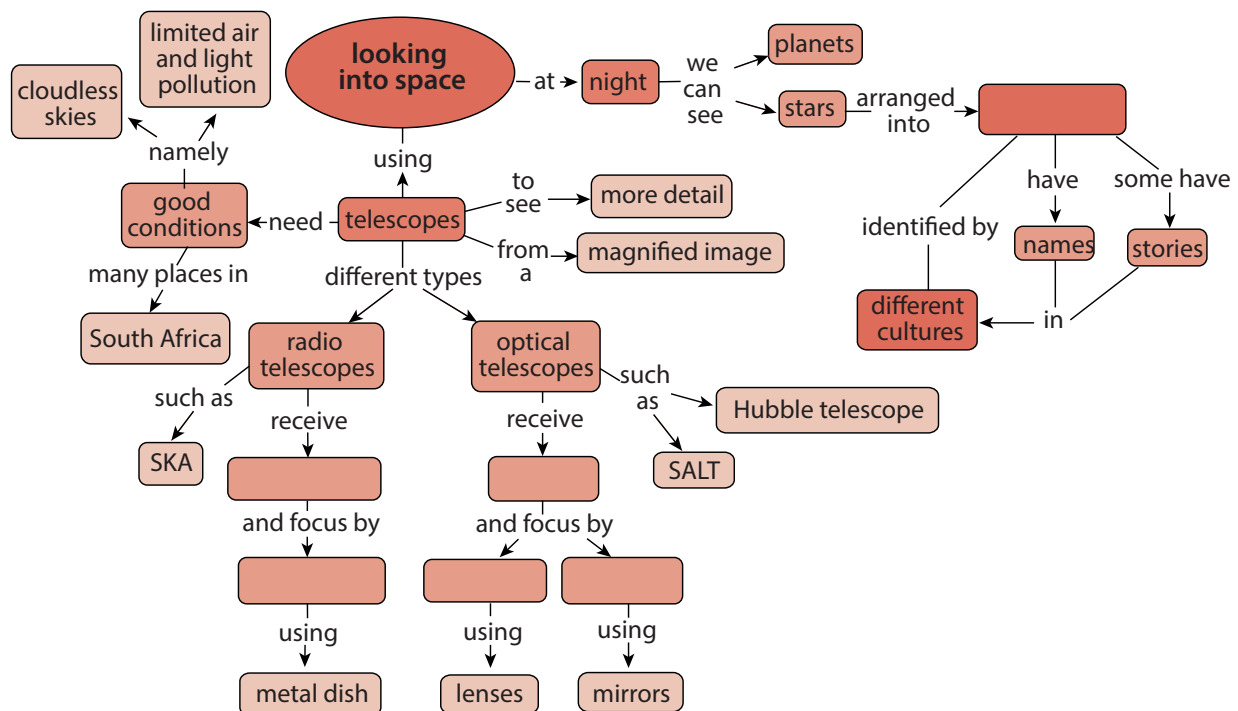 limited air
and light
pollution
cloudless
skies
namely
good
conditions
many places in
South Africa
looking
into space
using
telescopes
need
at
night
we
can
see
planets
stars
arranged
into
to
see
more detail
from
a
magnified image
have
some have
identified by
names
stories
different
cultures
in
different types
radio
telescopes
optical
telescopes
such as
SKA
receive
and focus by
using
metal dish
such
as
Hubble telescope
SALT
receive
and focus by
using
using
lenses
mirrors